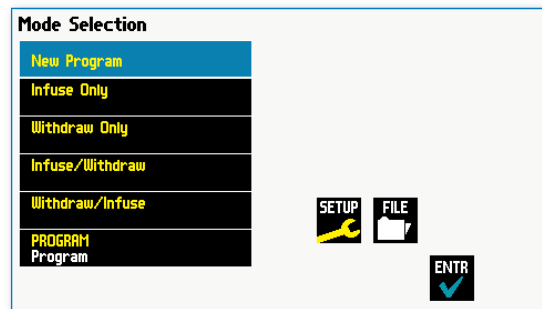 Mode Selection
New Program
Infuse Only
Withdraw Only
Infuse/Withdraw
Withdraw/Infuse
SETUP FILE
PROGRAM
Program
ENTR